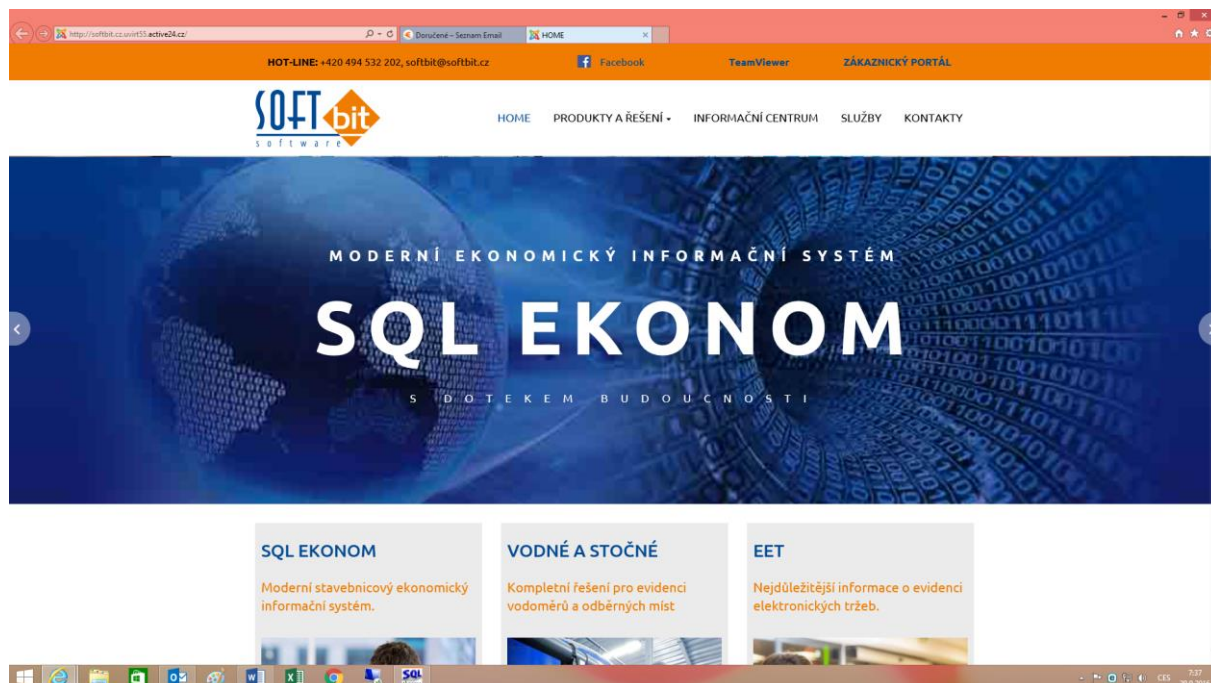 http://softbit.cz.uvirt55.active24.cz/
Doručené – Seznam Email
HOME
HOT-LINE: +420 494 532 202, softbit@softbit.cz
Facebook
TeamViewer
ZÁKAZNICKÝ PORTÁL
SOFT bit
software
HOME
PRODUKTY A ŘEŠENÍ
INFORMAČNÍ CENTRUM
SLUŽBY
KONTAKTY
MODERNÍ EKONOMICKÝ INFORMAČNÍ SYSTÉM
SQL EKONOM
S DOTEKEM BUDOUCNOSTI
SQL EKONOM
Moderní stavebnicový ekonomický
informační systém.
VODNÉ A STOČNÉ
Kompletní řešení pro evidenci
vodoměrů a odběrných míst
EET
Nejdůležitější informace o evidenci
elektronických tržeb.
SQL
CES
7:37